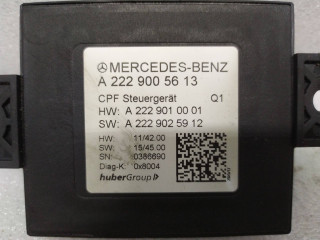 MERCEDES-BENZ
A 222 900 56 13
CPF Steuergerät Q1
HW: A 222 901 00 01
SW: A 222 902 59 12
HW: 11/42.00
SW: 15/45.00
SN: 0386690
Diag-K: 0x8004
huberGroup